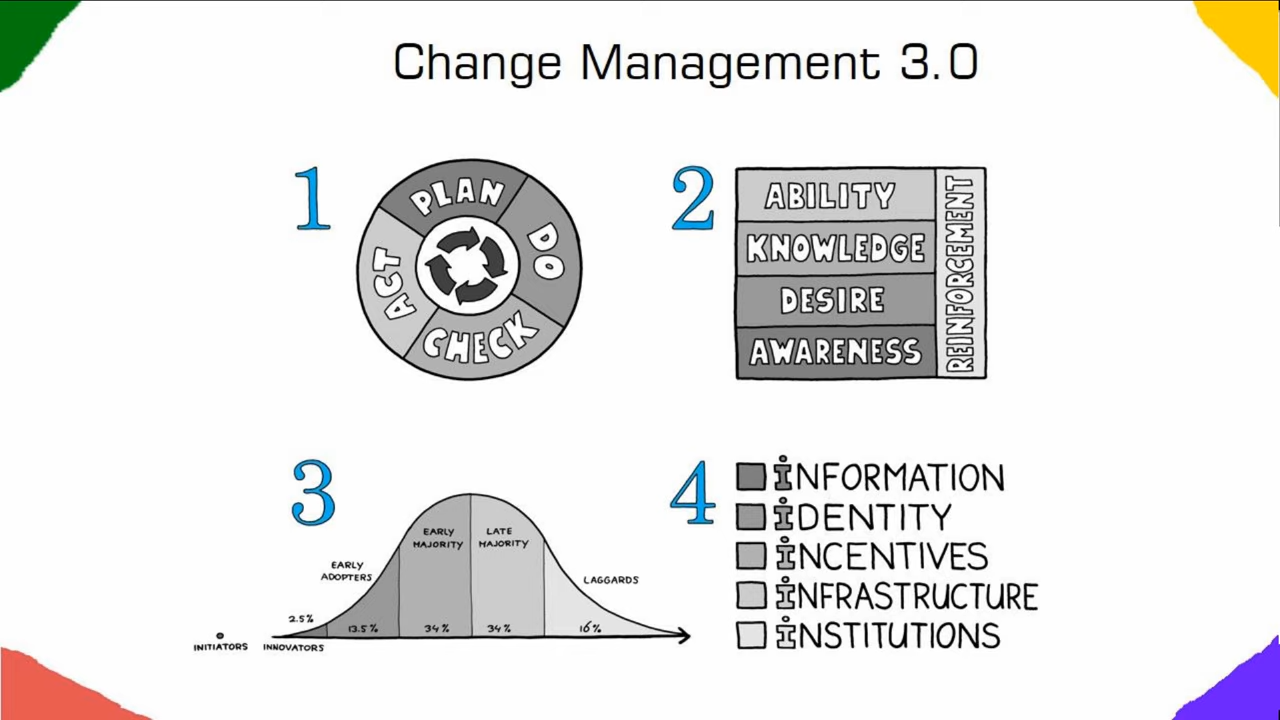 Change Management 3.0
1
PLAN
DO
CHECK
ACT
2
ABILITY
KNOWLEDGE
DESIRE
AWARENESS
REINFORCEMENT
3
EARLY
MAJORITY
LATE
MAJORITY
EARLY
ADOPTERS
LAGGARDS
2.5%
13.5%
34%
34%
16%
INITIATORS
INNOVATORS
4
iNFORMATION
iDENTITY
iNCENTIVES
iNFRASTRUCTURE
iNSTITUTIONS